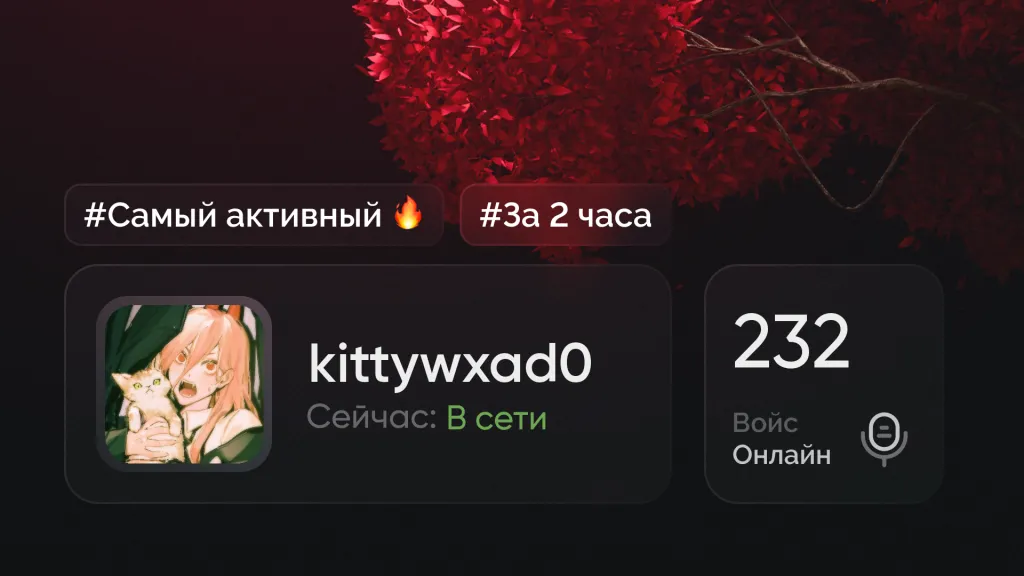 #Самый активный 🔥
#За 2 часа
kittywxad0
Сейчас: В сети
232
Войс
Онлайн